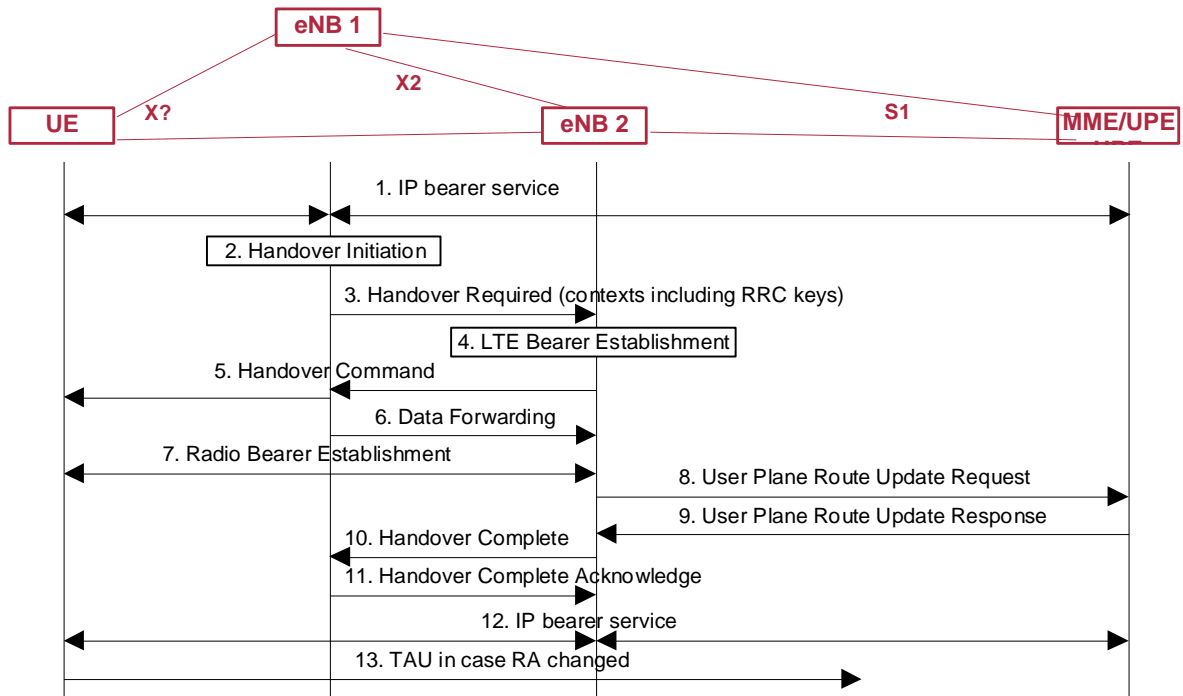 eNB 1
X2
X?
S1
UE
eNB 2
MME/UPE
1. IP bearer service
2. Handover Initiation
3. Handover Required (contexts including RRC keys)
4. LTE Bearer Establishment
5. Handover Command
6. Data Forwarding
7. Radio Bearer Establishment
8. User Plane Route Update Request
9. User Plane Route Update Response
10. Handover Complete
11. Handover Complete Acknowledge
12. IP bearer service
13. TAU in case RA changed